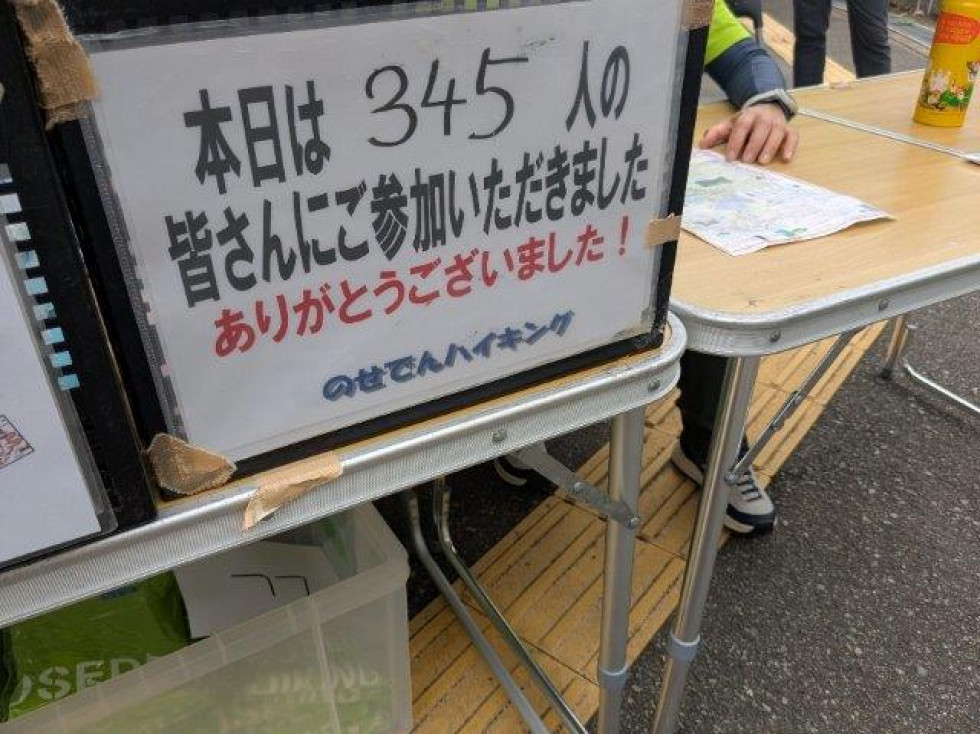 本日は 345 人の
皆さんにご参加いただきました
ありがとうございました！
のせでんハイキング